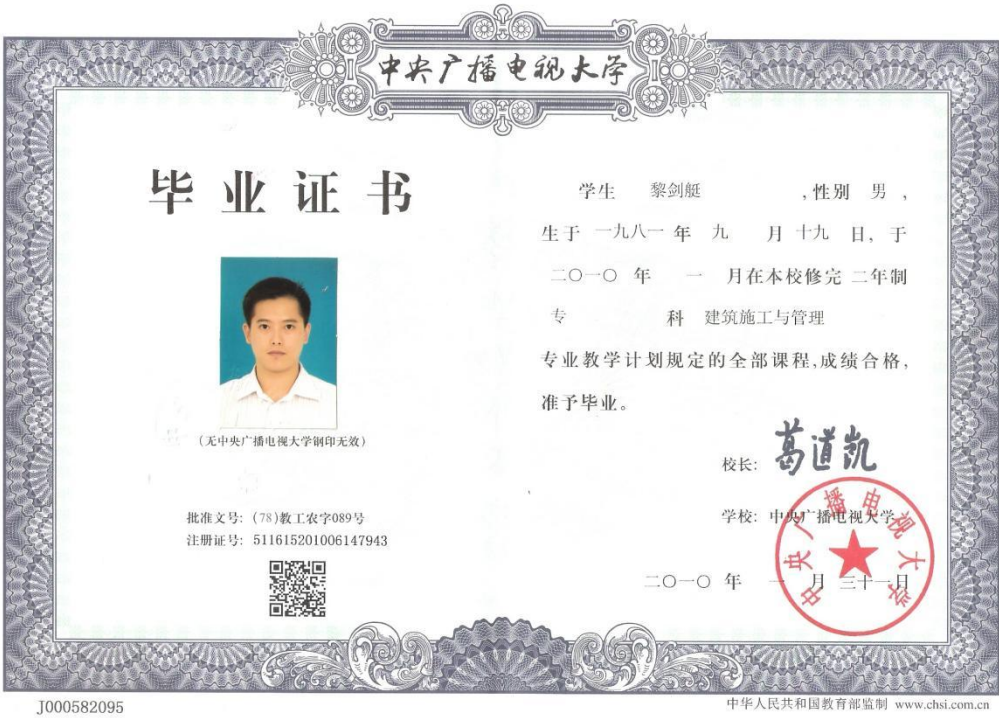 中央广播电视大学
毕业证书
(无中央广播电视大学钢印无效)
批准文号: (78)教工农字089号
注册证号: 511615201006147943
学生 黎剑艇 ,性别 男 ,
生于 一九八一 年 九 月 十九 日, 于
二〇一〇 年 一 月在本校修完 二年制
专 科 建筑施工与管理
专业教学计划规定的全部课程,成绩合格,
准予毕业。
校长: 葛道凯
学校: 中央广播电视大学
二〇一〇 年 一 月 三十一日
中央广播电视大学
J000582095
中华人民共和国教育部监制 www.chsi.com.cn